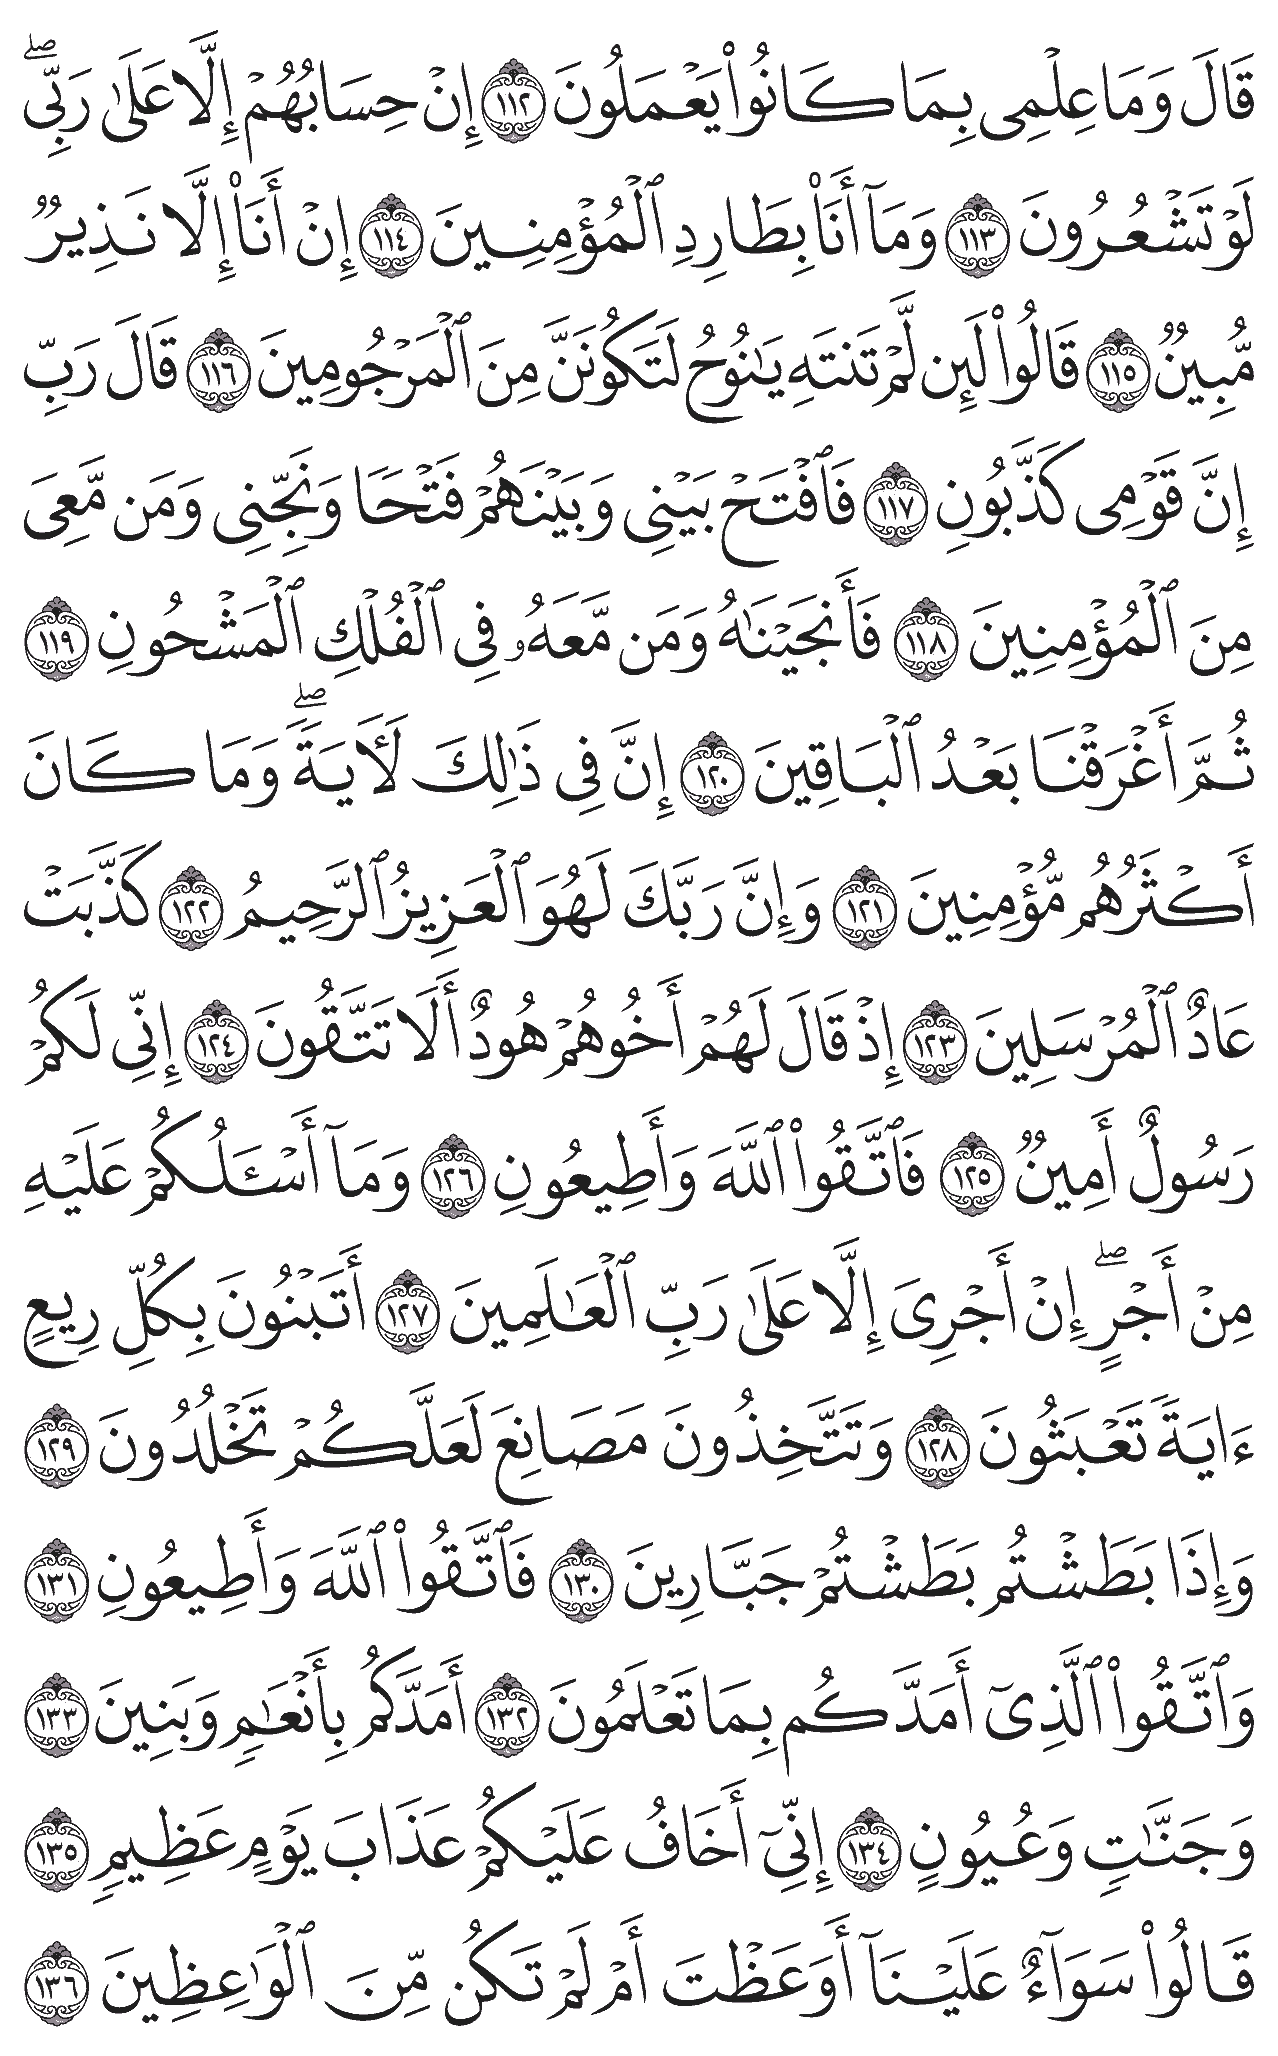 قَالَ وَمَا عِلْمِى بِمَا كَانُوا۟ يَعْمَلُونَ ١١٢ إِنْ حِسَابُهُمْ إِلَّا عَلَىٰ رَبِّى ۖ
لَوْ تَشْعُرُونَ ١١٣ وَمَآ أَنَا۠ بِطَارِدِ ٱلْمُؤْمِنِينَ ١١٤ إِنْ أَنَا۠ إِلَّا نَذِيرٌ
مُّبِينٌ ١١٥ قَالُوا۟ لَئِن لَّمْ تَنتَهِ يَـٰنُوحُ لَتَكُونَنَّ مِنَ ٱلْمَرْجُومِينَ ١١٦ قَالَ رَبِّ
إِنَّ قَوْمِى كَذَّبُونِ ١١٧ فَٱفْتَحْ بَيْنِى وَبَيْنَهُمْ فَتْحًا وَنَجِّنِى وَمَن مَّعِىَ
مِنَ ٱلْمُؤْمِنِينَ ١١٨ فَأَنجَيْنَـٰهُ وَمَن مَّعَهُۥ فِى ٱلْفُلْكِ ٱلْمَشْحُونِ ١١٩
ثُمَّ أَغْرَقْنَا بَعْدُ ٱلْبَاقِينَ ١٢٠ إِنَّ فِى ذَٰلِكَ لَـَٔايَةً ۖ وَمَا كَانَ
أَكْثَرُهُم مُّؤْمِنِينَ ١٢١ وَإِنَّ رَبَّكَ لَهُوَ ٱلْعَزِيزُ ٱلرَّحِيمُ ١٢٢ كَذَّبَتْ
عَادٌ ٱلْمُرْسَلِينَ ١٢٣ إِذْ قَالَ لَهُمْ أَخُوهُمْ هُودٌ أَلَا تَتَّقُونَ ١٢٤ إِنِّى لَكُمْ
رَسُولٌ أَمِينٌ ١٢٥ فَٱتَّقُوا۟ ٱللَّهَ وَأَطِيعُونِ ١٢٦ وَمَآ أَسْـَٔلُكُمْ عَلَيْهِ
مِنْ أَجْرٍ ۖ إِنْ أَجْرِىَ إِلَّا عَلَىٰ رَبِّ ٱلْعَـٰلَمِينَ ١٢٧ أَتَبْنُونَ بِكُلِّ رِيعٍ
ءَايَةً تَعْبَثُونَ ١٢٨ وَتَتَّخِذُونَ مَصَانِعَ لَعَلَّكُمْ تَخْلُدُونَ ١٢٩
وَإِذَا بَطَشْتُم بَطَشْتُمْ جَبَّارِينَ ١٣٠ فَٱتَّقُوا۟ ٱللَّهَ وَأَطِيعُونِ ١٣١
وَٱتَّقُوا۟ ٱلَّذِىٓ أَمَدَّكُم بِمَا تَعْلَمُونَ ١٣٢ أَمَدَّكُم بِأَنْعَـٰمٍ وَبَنِينَ ١٣٣
وَجَنَّـٰتٍ وَعُيُونٍ ١٣٤ إِنِّىٓ أَخَافُ عَلَيْكُمْ عَذَابَ يَوْمٍ عَظِيمٍ ١٣٥
قَالُوا۟ سَوَآءٌ عَلَيْنَآ أَوَعَظْتَ أَمْ لَمْ تَكُن مِّنَ ٱلْوَٰعِظِينَ ١٣٦